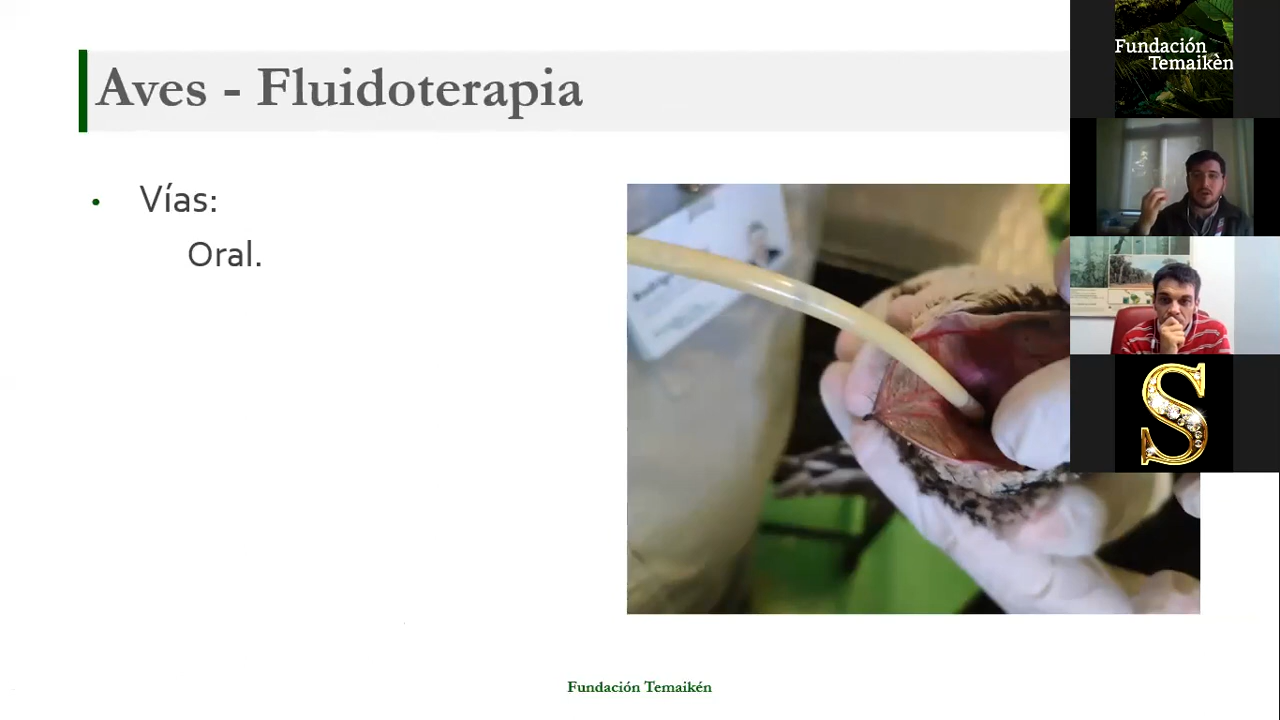 Aves - Fluidoterapia
• Vías:
Oral.
Fundación
Temaikèn
S
Fundación Temaikén